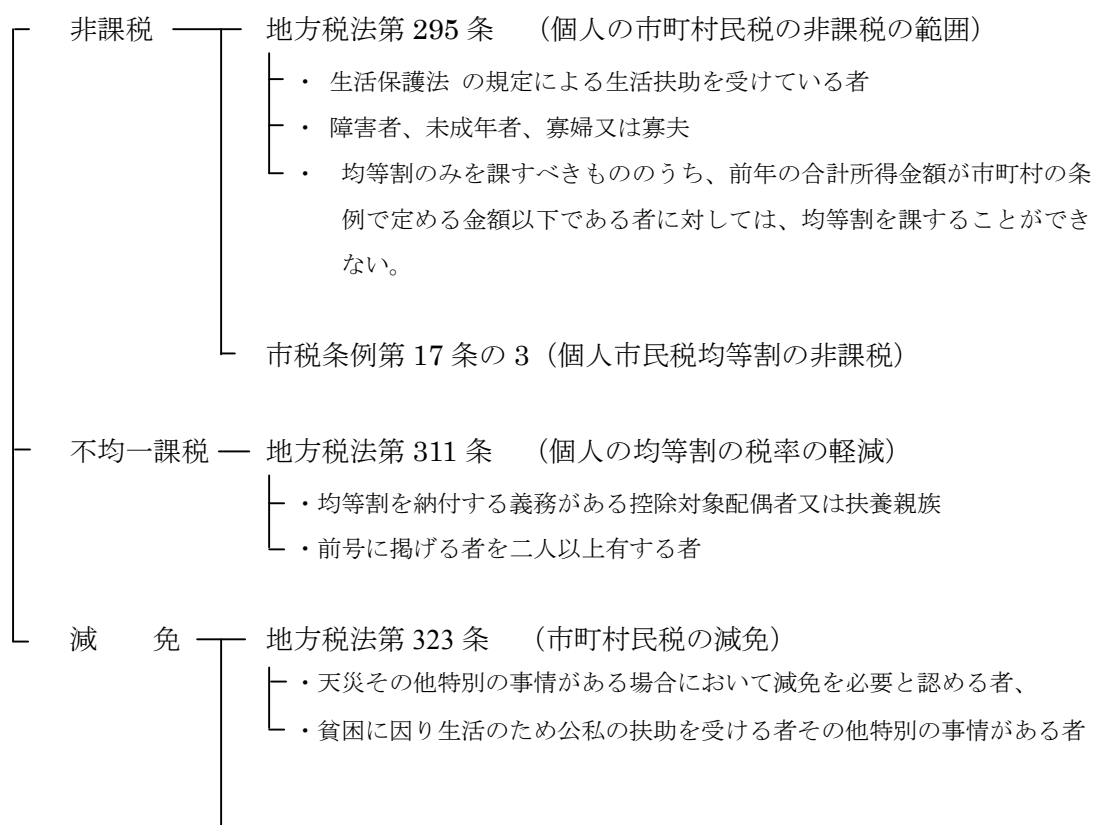 非課税 地方税法第 295 条 （個人の市町村民税の非課税の範囲）
・ 生活保護法 の規定による生活扶助を受けている者
・ 障害者、未成年者、寡婦又は寡夫
・ 均等割のみを課すべきもののうち、前年の合計所得金額が市町村の条
例で定める金額以下である者に対しては、均等割を課することができ
ない。
市税条例第 17 条の 3（個人市民税均等割の非課税）
不均一課税 地方税法第 311 条 （個人の均等割の税率の軽減）
・均等割を納付する義務がある控除対象配偶者又は扶養親族
・前号に掲げる者を二人以上有する者
減 免 地方税法第 323 条 （市町村民税の減免）
・天災その他特別の事情がある場合において減免を必要と認める者、
・貧困に因り生活のため公私の扶助を受ける者その他特別の事情がある者